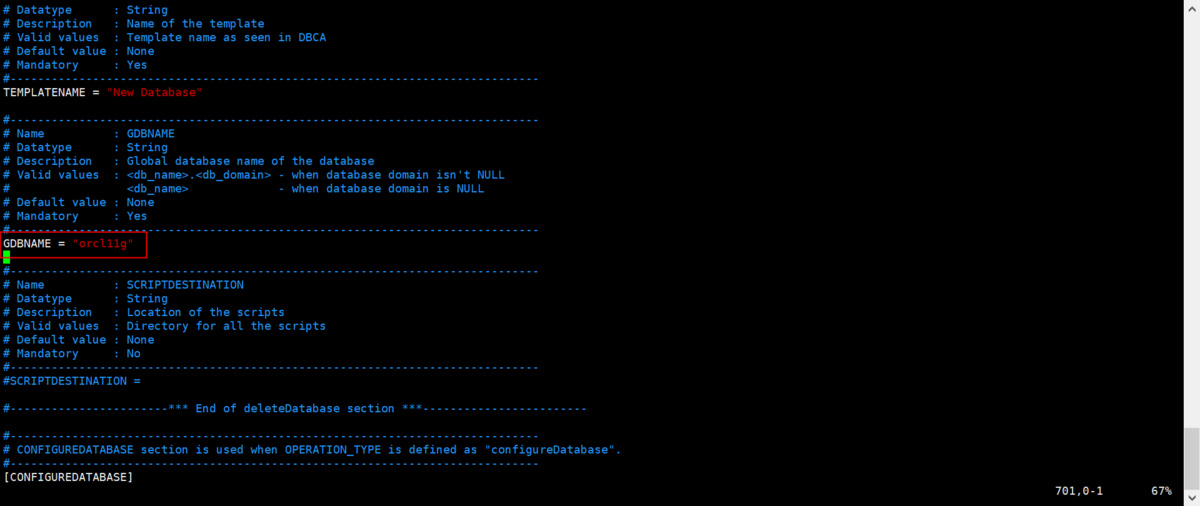 # Datatype      : String
# Description   : Name of the template
# Valid values  : Template name as seen in DBCA
# Default value : None
# Mandatory     : Yes
#-----------------------------------------------------------------------------
TEMPLATENAME = "New Database"
#-----------------------------------------------------------------------------
# Name          : GDBNAME
# Datatype      : String
# Description   : Global database name of the database
# Valid values  : <db_name>.<db_domain> - when database domain isn't NULL
#                 <db_name>             - when database domain is NULL
# Default value : None
# Mandatory     : Yes
#-----------------------------------------------------------------------------
GDBNAME = "orcl11g"
#-----------------------------------------------------------------------------
# Name          : SCRIPTDESTINATION
# Datatype      : String
# Description   : Location of the scripts
# Valid values  : Directory for all the scripts
# Default value : None
# Mandatory     : No
#-----------------------------------------------------------------------------
#SCRIPTDESTINATION =
#-----------------------*** End of deleteDatabase section ***------------------------
#-----------------------------------------------------------------------------
# CONFIGUREDATABASE section is used when OPERATION_TYPE is defined as "configureDatabase".
#-----------------------------------------------------------------------------
[CONFIGUREDATABASE]
701,0-1       67%